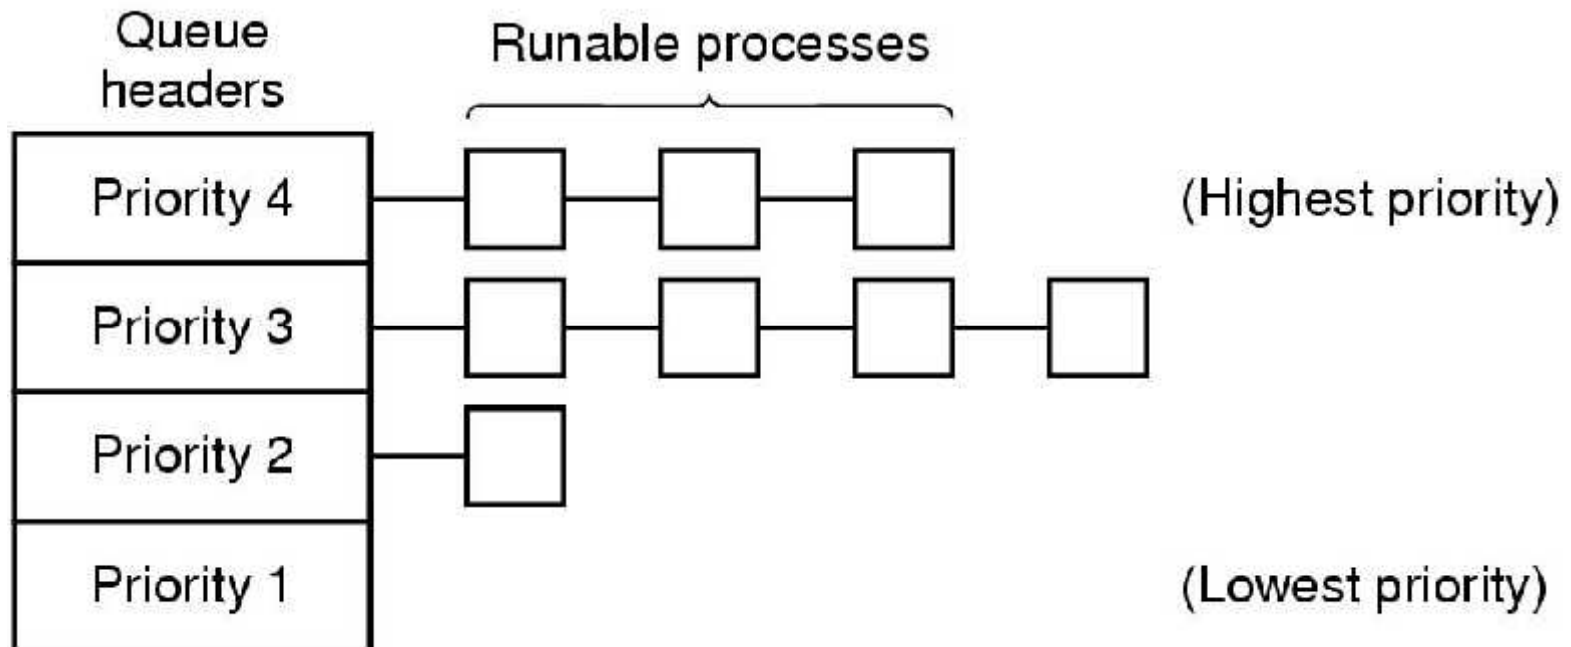 Queue
headers
Runable processes
Priority 4
(Highest priority)
Priority 3
Priority 2
Priority 1
(Lowest priority)